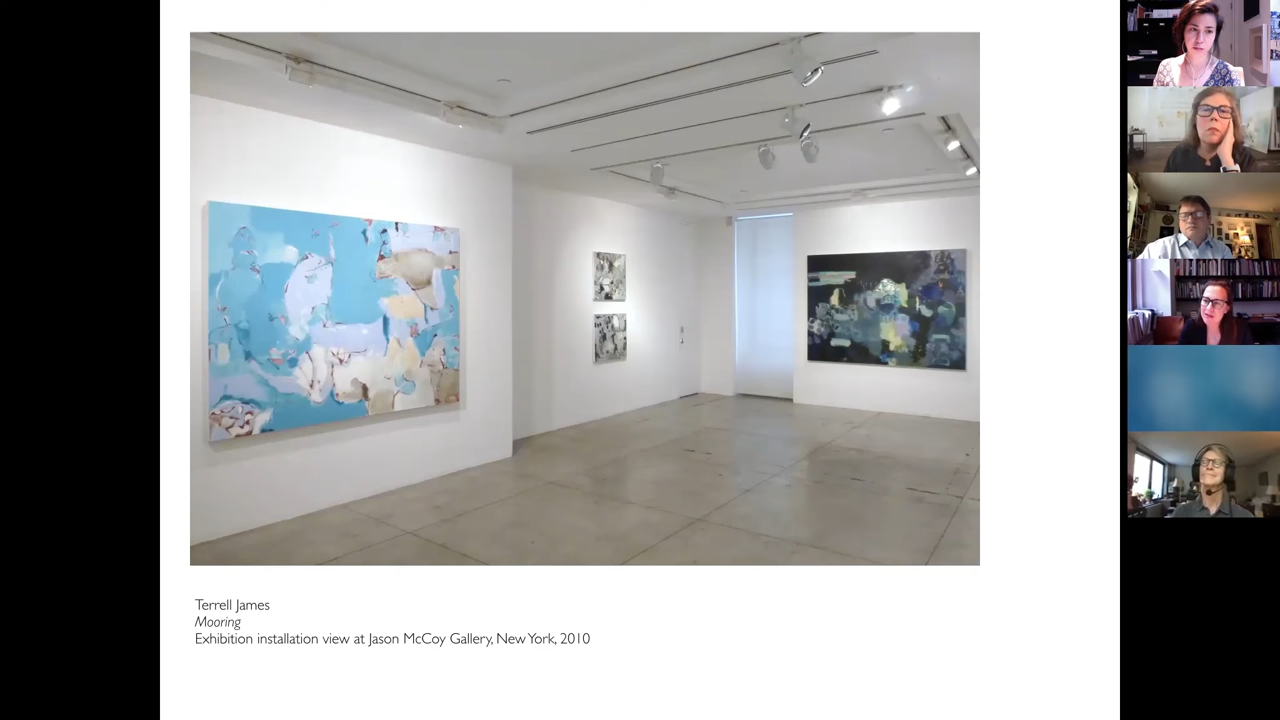 Terrell James
Mooring
Exhibition installation view at Jason McCoy Gallery, New York, 2010